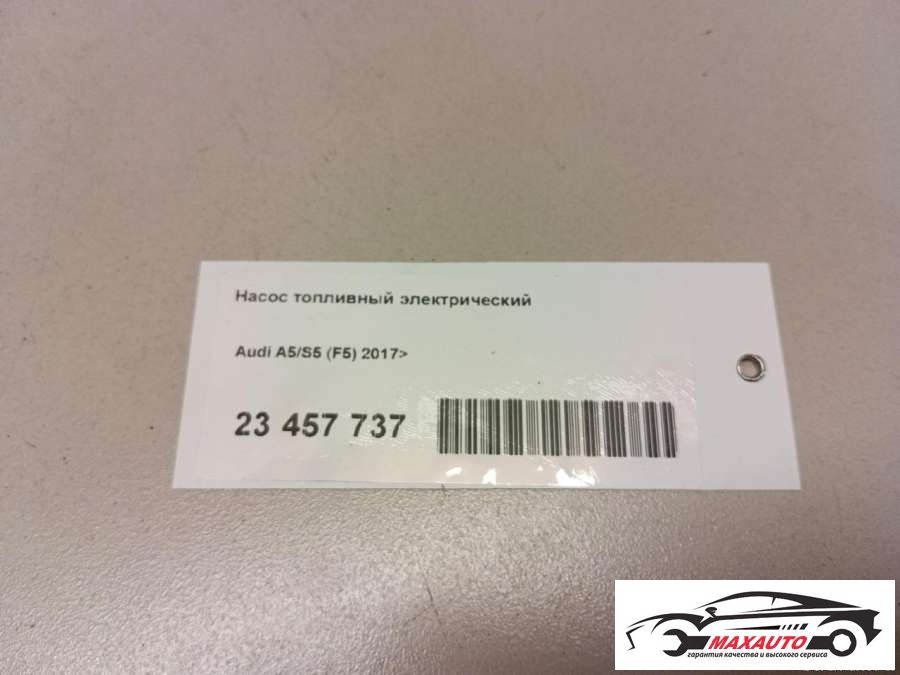 Насос топливный электрический
Audi A5/S5 (F5) 2017>
23 457 737
MAXAUTO
гарантия качества и высокого сервиса